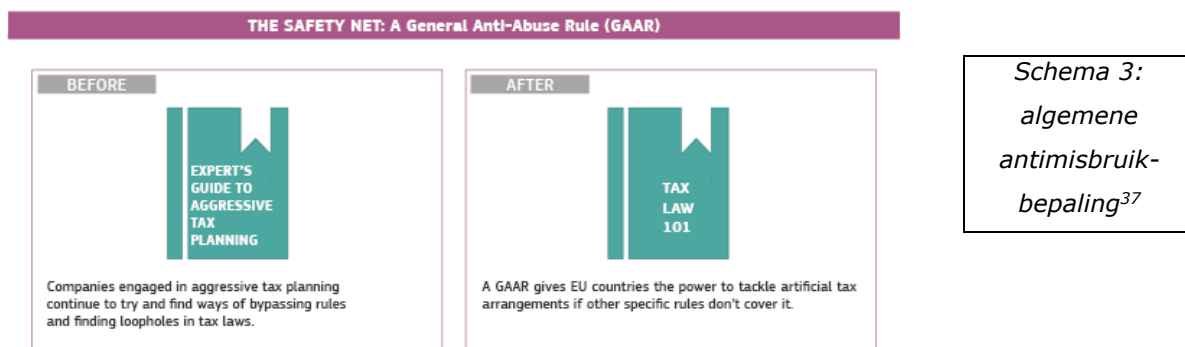 THE SAFETY NET: A General Anti-Abuse Rule (GAAR)
BEFORE
EXPERT'S
GUIDE TO
AGGRESSIVE
TAX
PLANNING
Companies engaged in aggressive tax planning
continue to try and find ways of bypassing rules
and finding loopholes in tax laws.
AFTER
TAX
LAW
101
A GAAR gives EU countries the power to tackle artificial tax
arrangements if other specific rules don't cover it.
Schema 3:
algemene
antimisbruik-
bepaling37